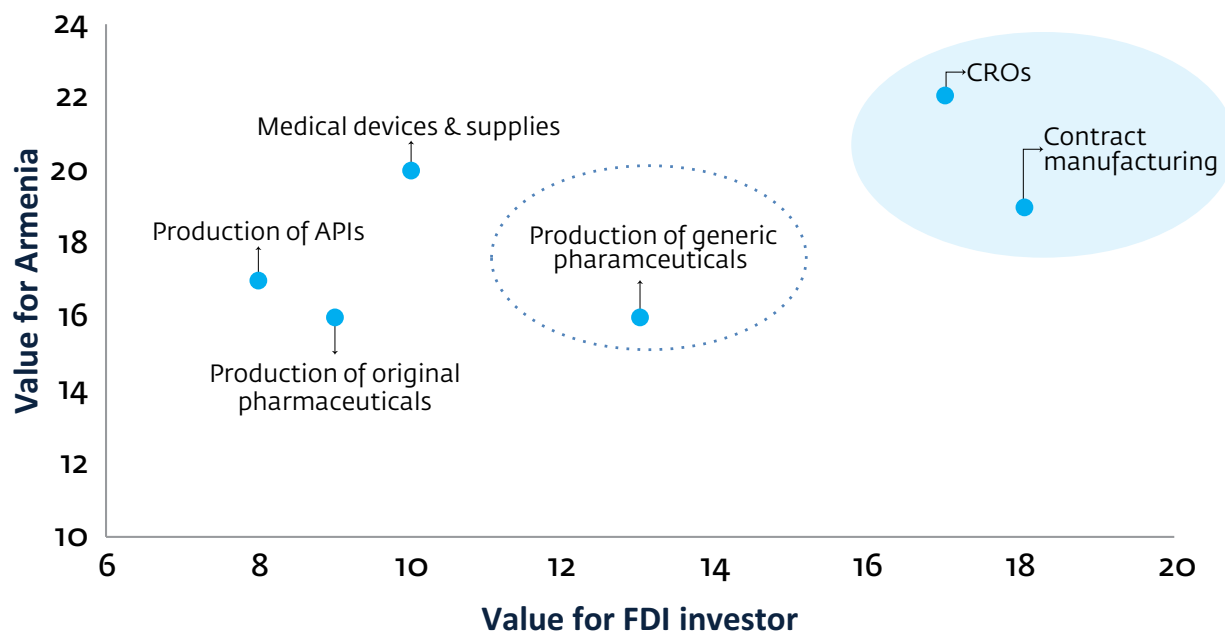 24
22
20
18
16
14
12
10
Value for Armenia
CROs
Contract
manufacturing
Medical devices & supplies
Production of APIs
Production of generic
pharamceuticals
Production of original
pharmaceuticals
6
8
10
12
14
16
18
20
Value for FDI investor